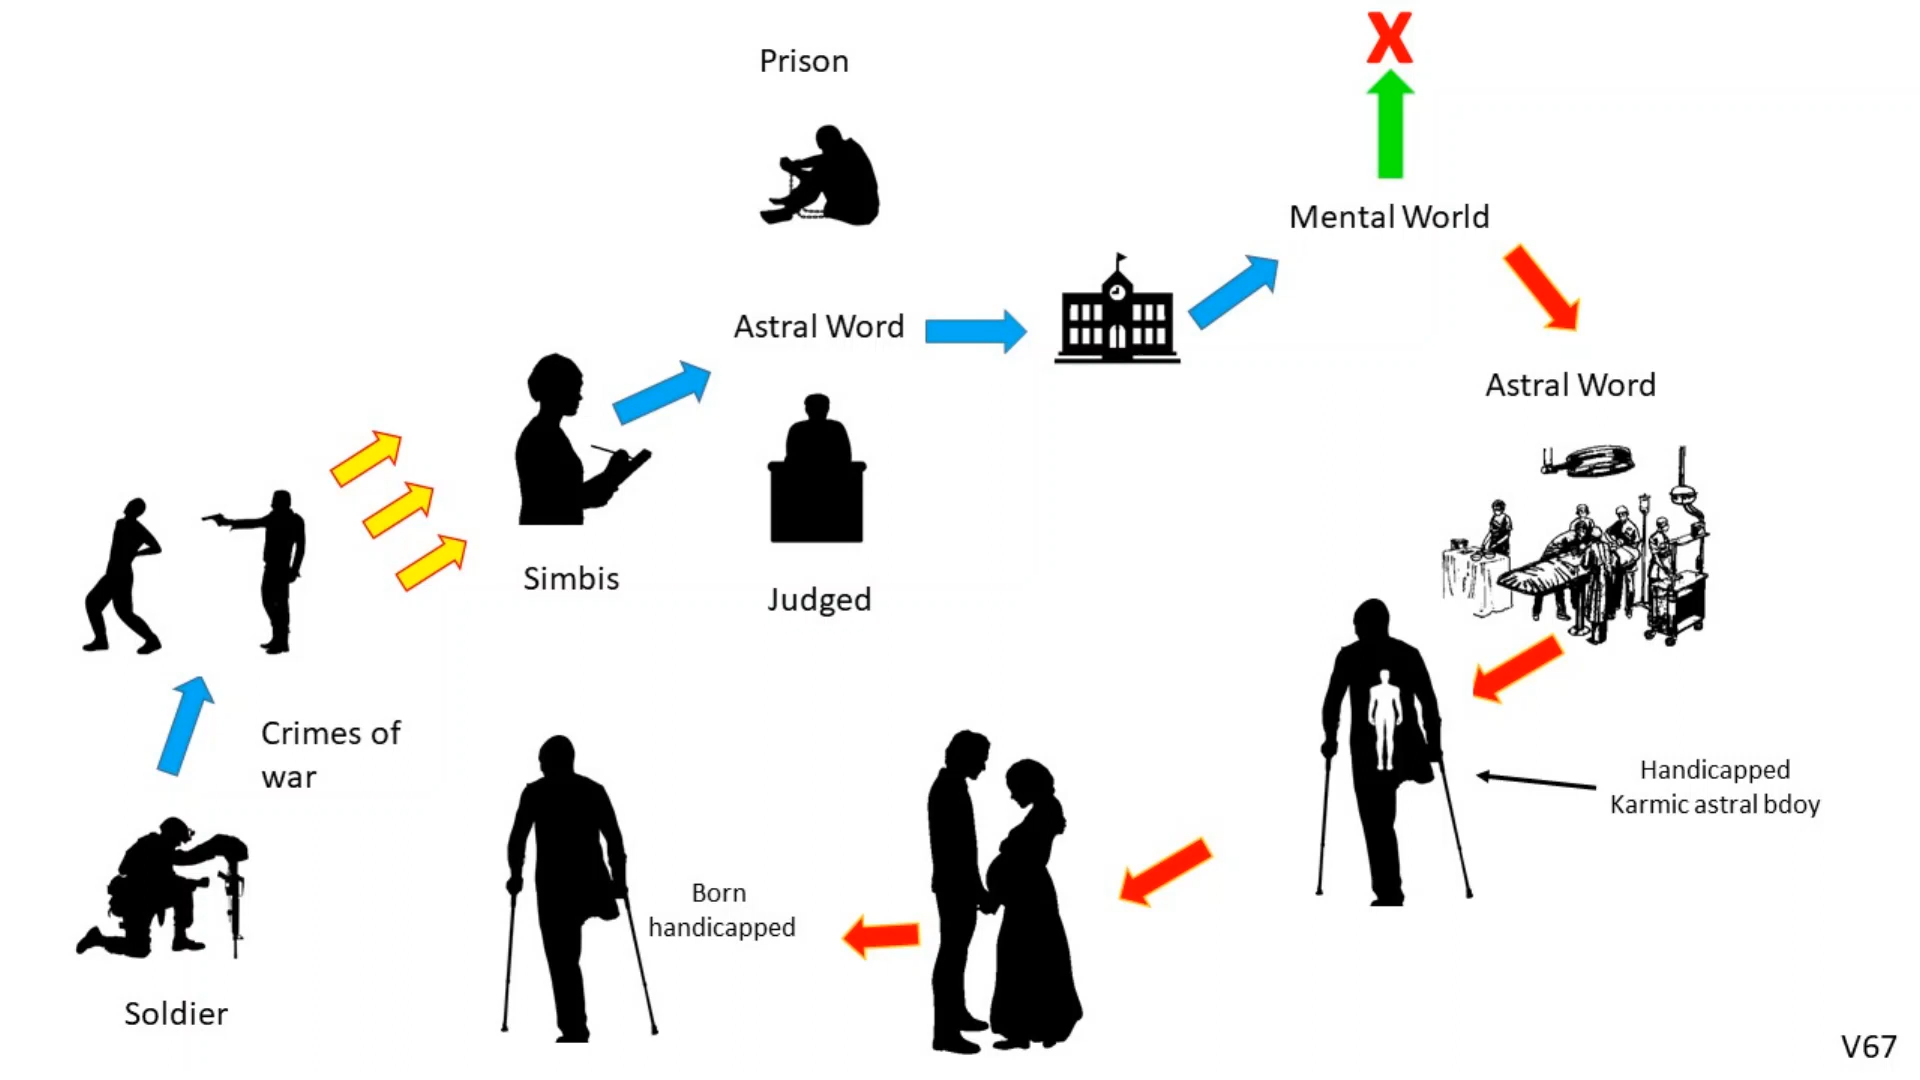 Prison
X
Mental World
Astral Word
Astral Word
Simbis
Judged
Crimes of
war
Handicapped
Karmic astral bdoy
Born
handicapped
Soldier
V67